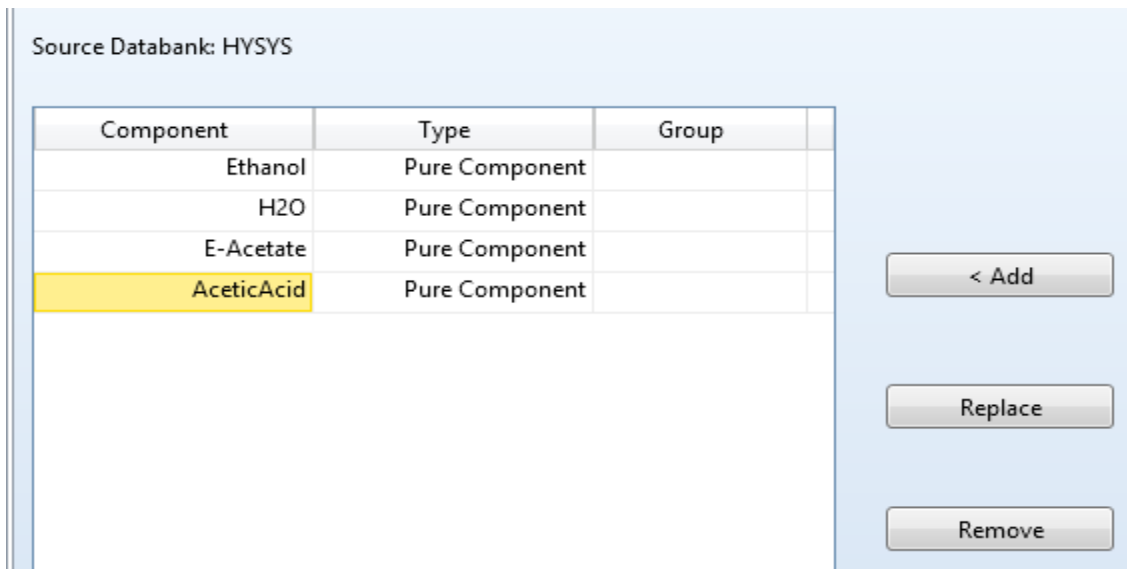 Source Databank: HYSYS
Component Type Group
Ethanol Pure Component
H2O Pure Component
E-Acetate Pure Component
AceticAcid Pure Component
< Add
Replace
Remove